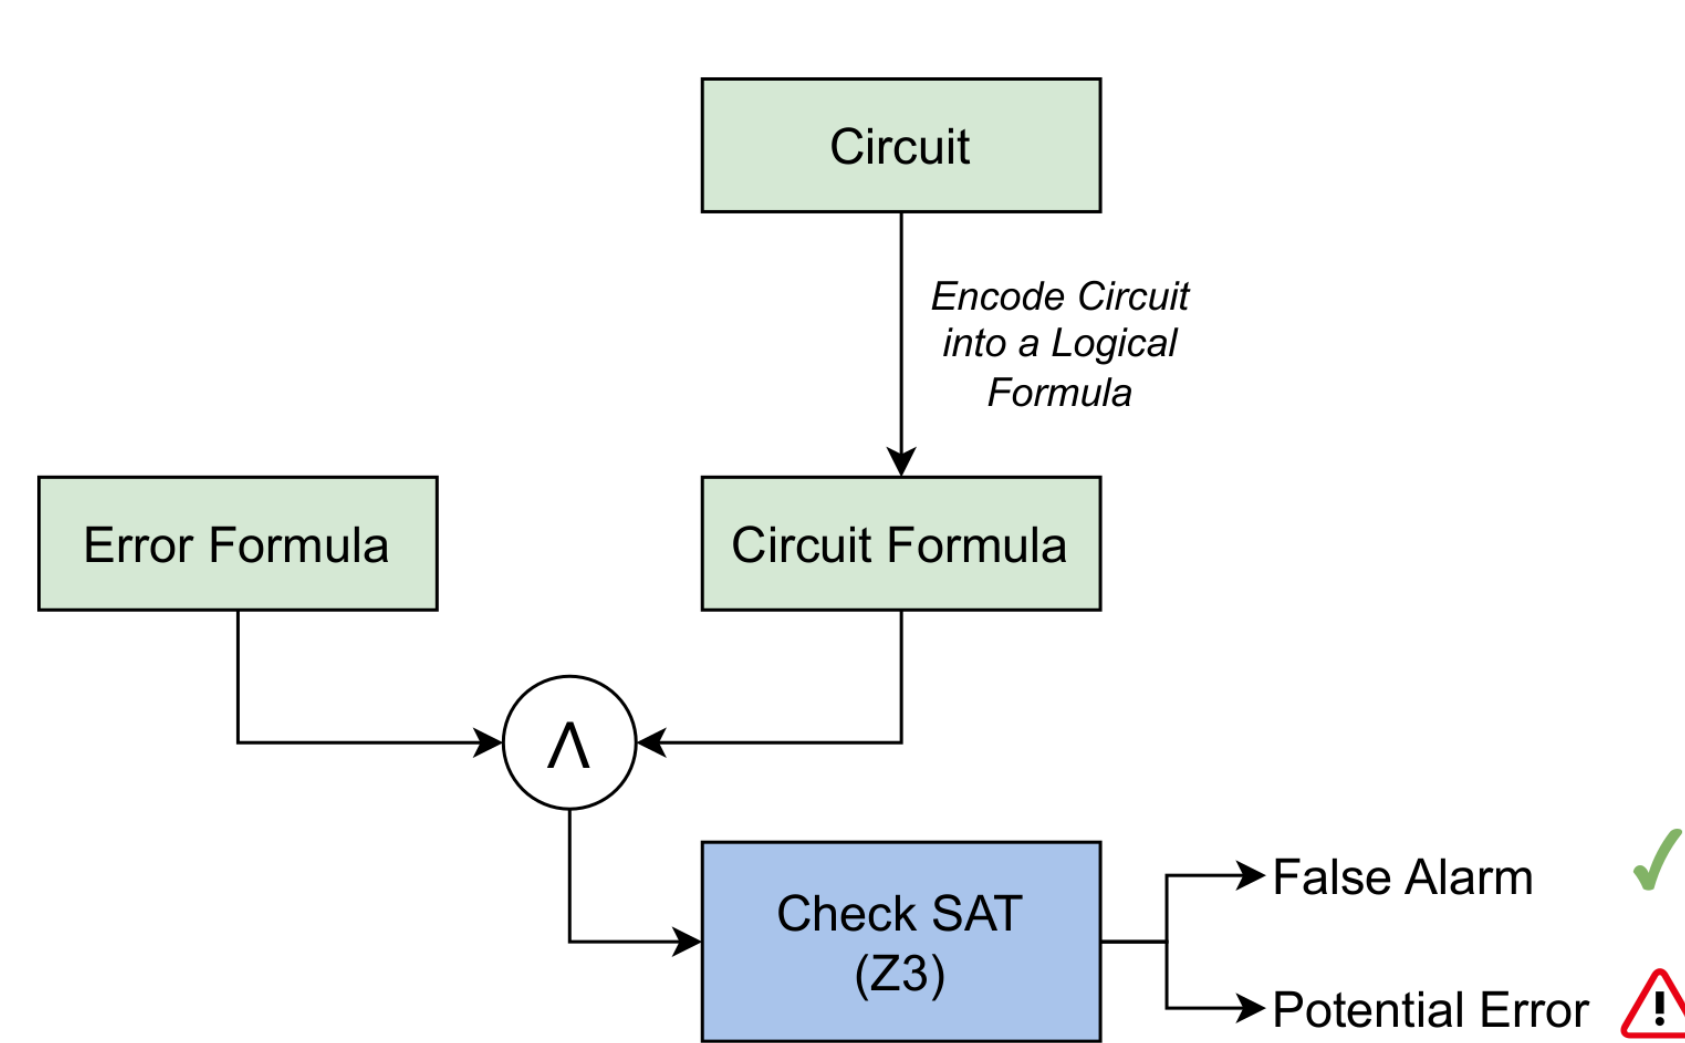 Circuit
Encode Circuit
into a Logical
Formula
Error Formula
Circuit Formula
Λ
Check SAT
(Z3)
False Alarm
Potential Error